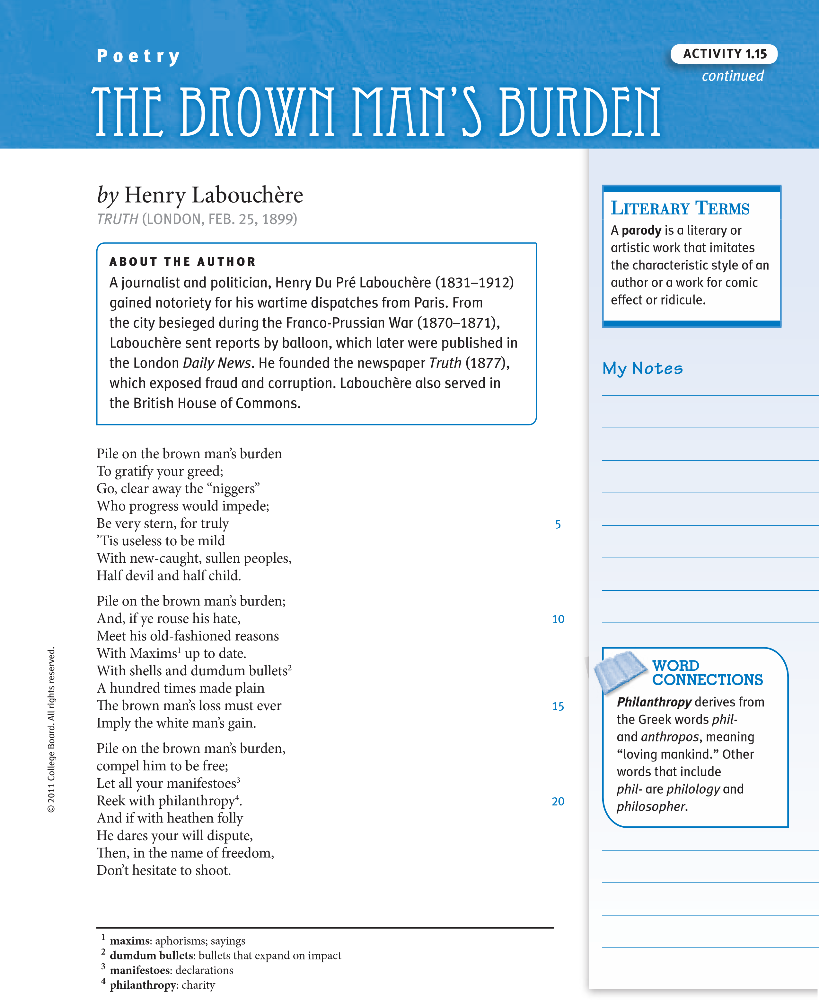 Poetry
ACTIVITY 1.15
continued
THE BROWN MAN'S BURDEN
by Henry Labouchère
TRUTH (LONDON, FEB. 25, 1899)
ABOUT THE AUTHOR
A journalist and politician, Henry Du Pré Labouchère (1831–1912)
gained notoriety for his wartime dispatches from Paris. From
the city besieged during the Franco-Prussian War (1870–1871),
Labouchère sent reports by balloon, which later were published in
the London Daily News. He founded the newspaper Truth (1877),
which exposed fraud and corruption. Labouchère also served in
the British House of Commons.
Pile on the brown man's burden
To gratify your greed;
Go, clear away the “niggers”
Who progress would impede;
Be very stern, for truly 5
’Tis useless to be mild
With new-caught, sullen peoples,
Half devil and half child.
Pile on the brown man’s burden;
And, if ye rouse his hate, 10
Meet his old-fashioned reasons
With Maxims¹ up to date.
With shells and dumdum bullets²
A hundred times made plain
The brown man’s loss must ever 15
Imply the white man’s gain.
Pile on the brown man’s burden,
compel him to be free;
Let all your manifestoes³
Reek with philanthropy⁴. 20
And if with heathen folly
He dares your will dispute,
Then, in the name of freedom,
Don’t hesitate to shoot.
1 maxims: aphorisms; sayings
2 dumdum bullets: bullets that expand on impact
3 manifestoes: declarations
4 philanthropy: charity
LITERARY TERMS
A parody is a literary or
artistic work that imitates
the characteristic style of an
author or a work for comic
effect or ridicule.
My Notes
WORD
CONNECTIONS
Philanthropy derives from
the Greek words phil-
and anthropos, meaning
“loving mankind.” Other
words that include
phil- are philology and
philosopher.
© 2011 College Board. All rights reserved.